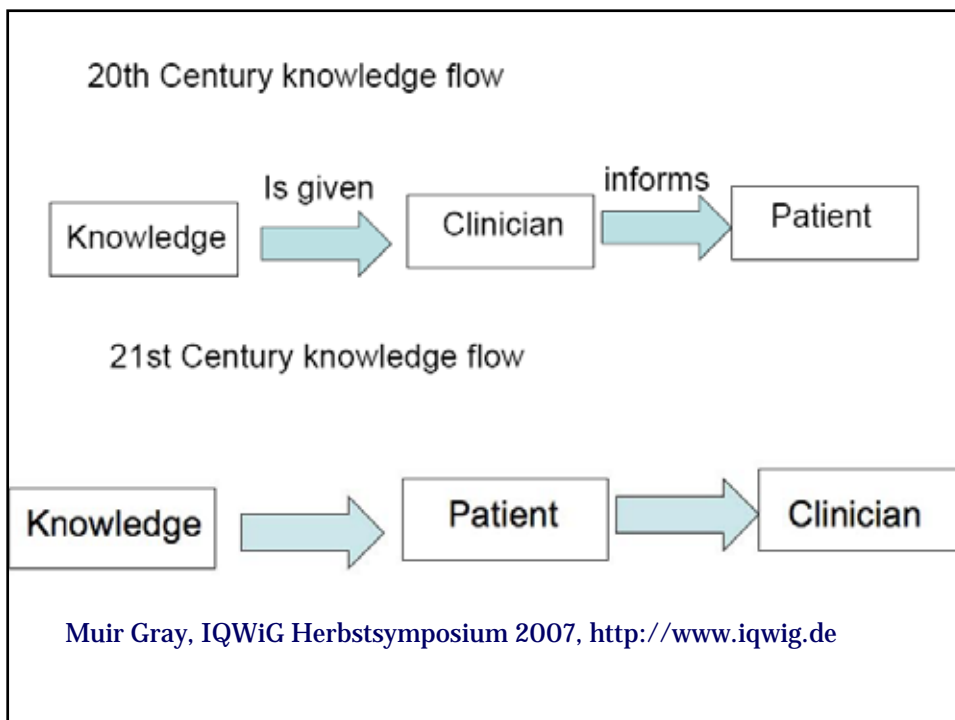 20th Century knowledge flow
Is given
informs
Knowledge
Clinician
Patient
21st Century knowledge flow
Knowledge
Patient
Clinician
Muir Gray, IQWiG Herbstsymposium 2007, http://www.iqwig.de